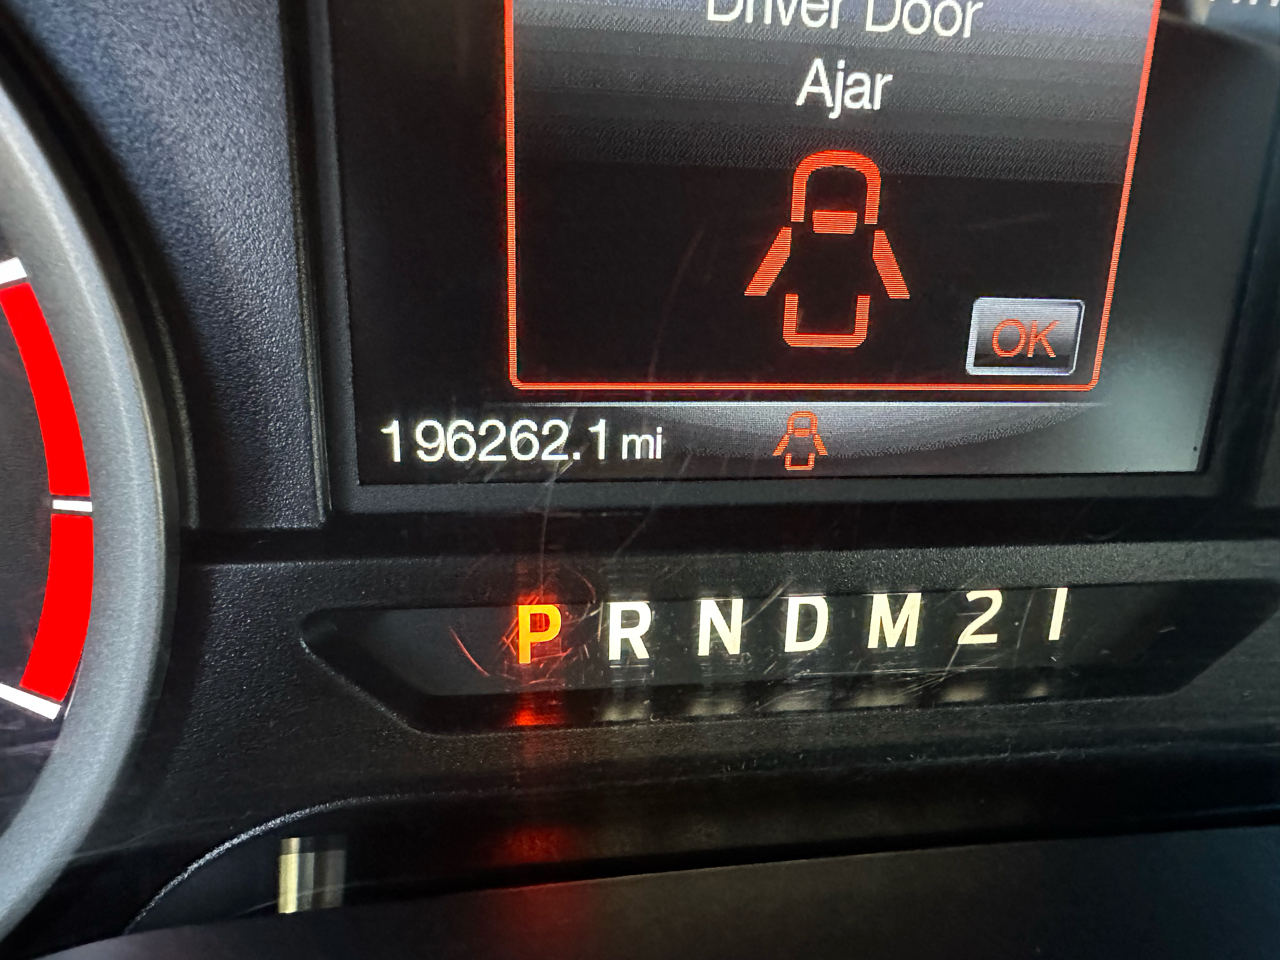 Driver Door
Ajar
OK
196262.1 mi
P R N D M 2 1